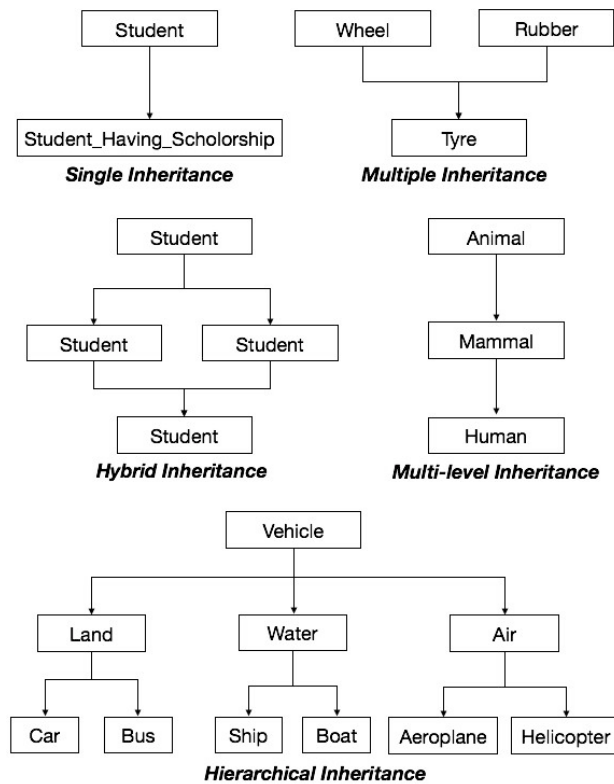 Student
Wheel Rubber
Student_Having_Scholorship
Tyre
Single Inheritance
Multiple Inheritance
Student
Animal
Student Student
Mammal
Student
Human
Hybrid Inheritance
Multi-level Inheritance
Vehicle
Land Water Air
Car Bus Ship Boat Aeroplane Helicopter
Hierarchical Inheritance